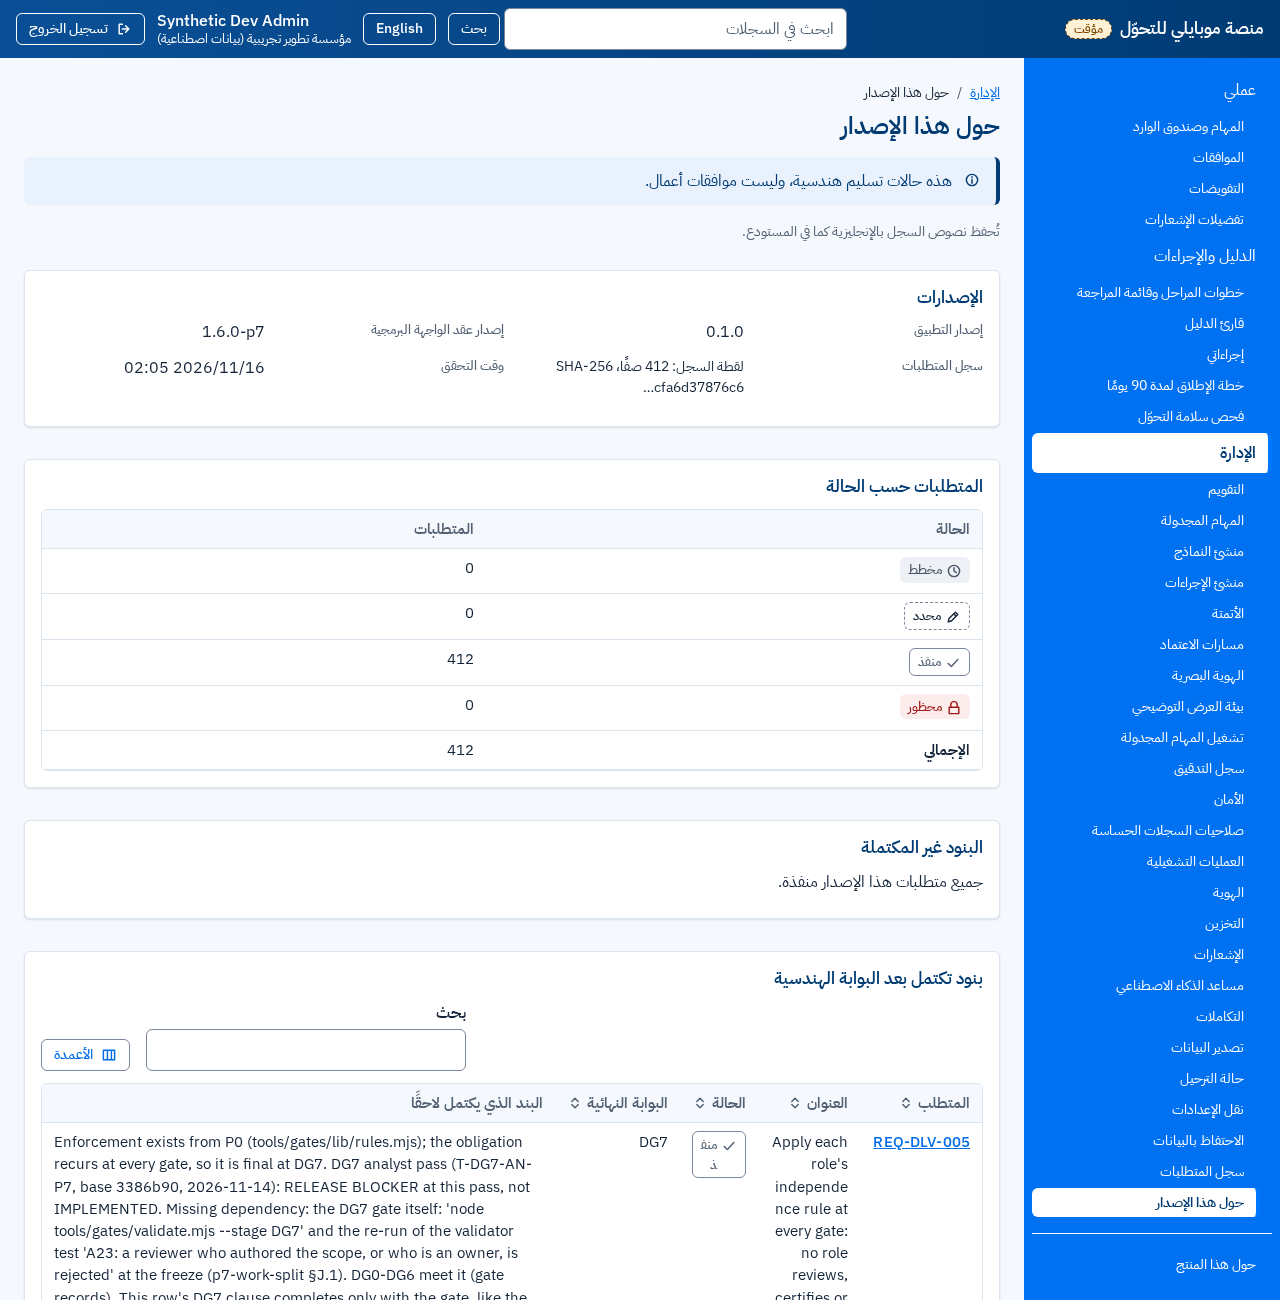 منصة موبايلي للتحوّل
مؤقت
ابحث في السجلات
بحث
English
Synthetic Dev Admin
مؤسسة تطوير تجريبية (بيانات اصطناعية)
تسجيل الخروج
عملي
المهام وصندوق الوارد
الموافقات
التفويضات
تفضيلات الإشعارات
الدليل والإجراءات
خطوات المراحل وقائمة المراجعة
قارئ الدليل
إجراءاتي
خطة الإطلاق لمدة 90 يومًا
فحص سلامة التحوّل
الإدارة
التقويم
المهام المجدولة
منشئ النماذج
منشئ الإجراءات
الأتمتة
مسارات الاعتماد
الهوية البصرية
بيئة العرض التوضيحي
تشغيل المهام المجدولة
سجل التدقيق
الأمان
صلاحيات السجلات الحساسة
العمليات التشغيلية
الهوية
التخزين
الإشعارات
مساعد الذكاء الاصطناعي
التكاملات
تصدير البيانات
حالة الترحيل
نقل الإعدادات
الاحتفاظ بالبيانات
سجل المتطلبات
حول هذا الإصدار
حول هذا المنتج
الإدارة / حول هذا الإصدار
حول هذا الإصدار
هذه حالات تسليم هندسية، وليست موافقات أعمال.
تُحفظ نصوص السجل بالإنجليزية كما في المستودع.
الإصدارات
إصدار التطبيق
0.1.0
إصدار عقد الواجهة البرمجية
1.6.0-p7
سجل المتطلبات
لقطة السجل: 412 صفًا، SHA-256
cfa6d37876c6…
وقت التحقق
2026/11/16 02:05
المتطلبات حسب الحالة
الحالة
المتطلبات
مخطط
0
محدد
0
منفذ
412
محظور
0
الإجمالي
412
البنود غير المكتملة
جميع متطلبات هذا الإصدار منفذة.
بنود تكتمل بعد البوابة الهندسية
بحث
الأعمدة
المتطلب
العنوان
الحالة
البوابة النهائية
البند الذي يكتمل لاحقًا
REQ-DLV-005
Apply each
role's
independe
nce rule at
every gate:
no role
reviews,
certifies or
منف
ذ
DG7
Enforcement exists from P0 (tools/gates/lib/rules.mjs); the obligation
recurs at every gate, so it is final at DG7. DG7 analyst pass (T-DG7-AN-
P7, base 3386b90, 2026-11-14): RELEASE BLOCKER at this pass, not
IMPLEMENTED. Missing dependency: the DG7 gate itself: 'node
tools/gates/validate.mjs --stage DG7' and the re-run of the validator
test 'A23: a reviewer who authored the scope, or who is an owner, is
rejected' at the freeze (p7-work-split §J.1). DG0-DG6 meet it (gate
records). This row's DG7 clause completes only with the gate, like the